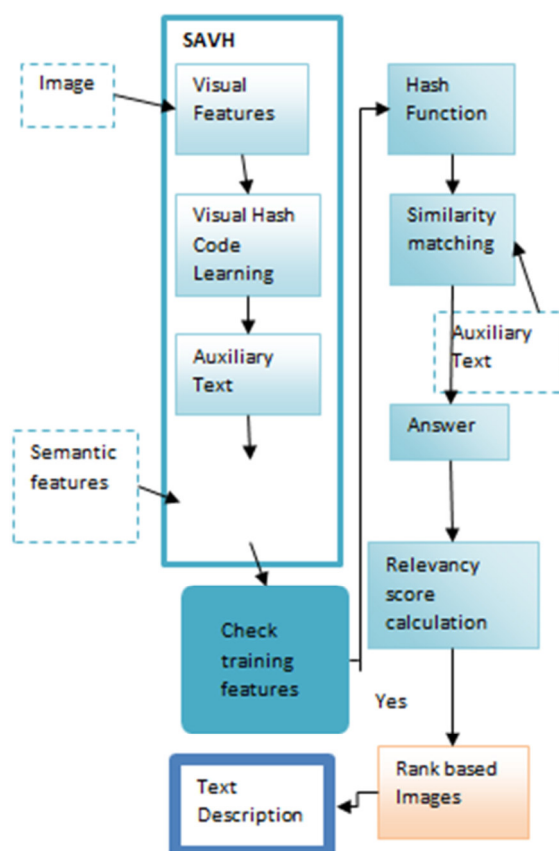 SAVH
Image
Visual
Features
Visual Hash
Code
Learning
Auxiliary
Text
Semantic
features
Check
training
features
Hash
Function
Similarity
matching
Auxiliary
Text
Answer
Relevancy
score
calculation
Yes
Rank based
Images
Text
Description